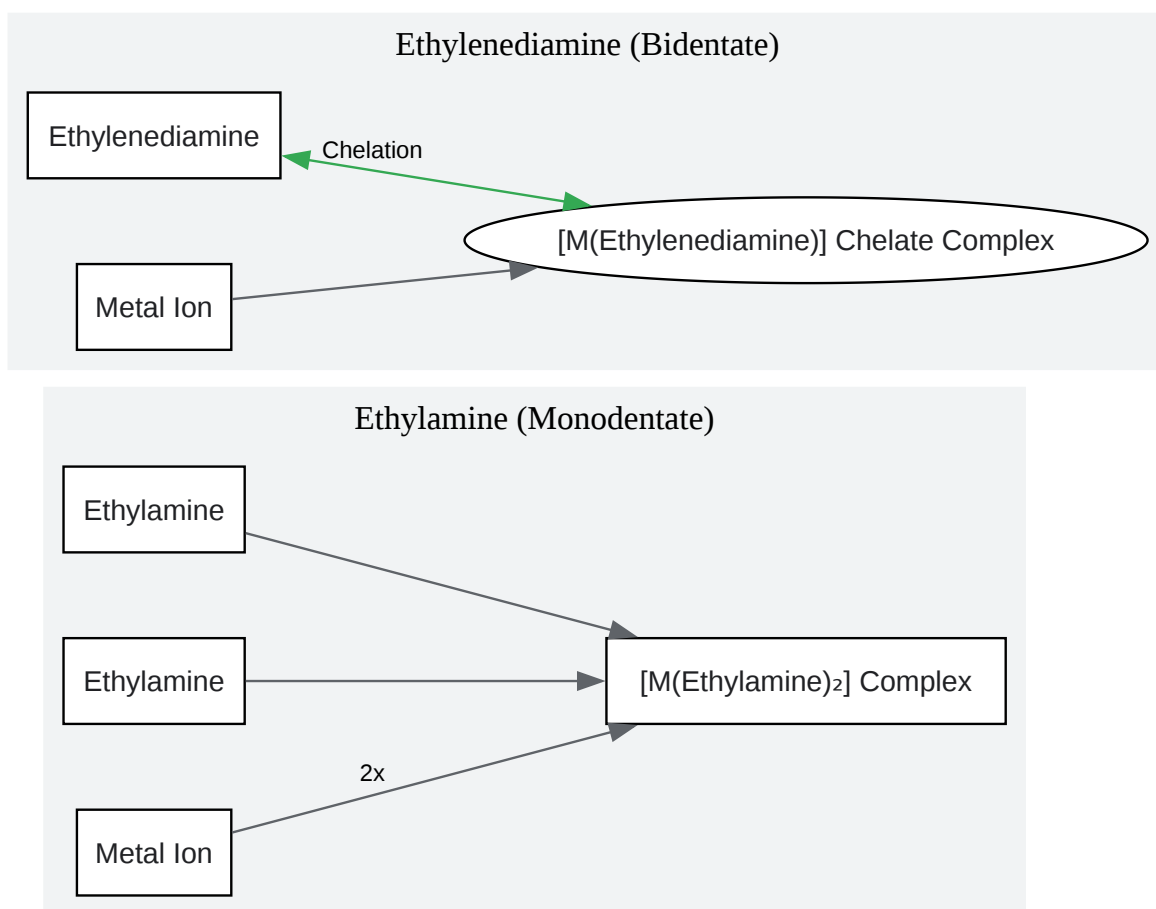 Ethylenediamine (Bidentate)
Ethylenediamine
Chelation
[M(Ethylenediamine)] Chelate Complex
Metal Ion
Ethylamine (Monodentate)
Ethylamine
Ethylamine
[M(Ethylamine)₂] Complex
2x
Metal Ion